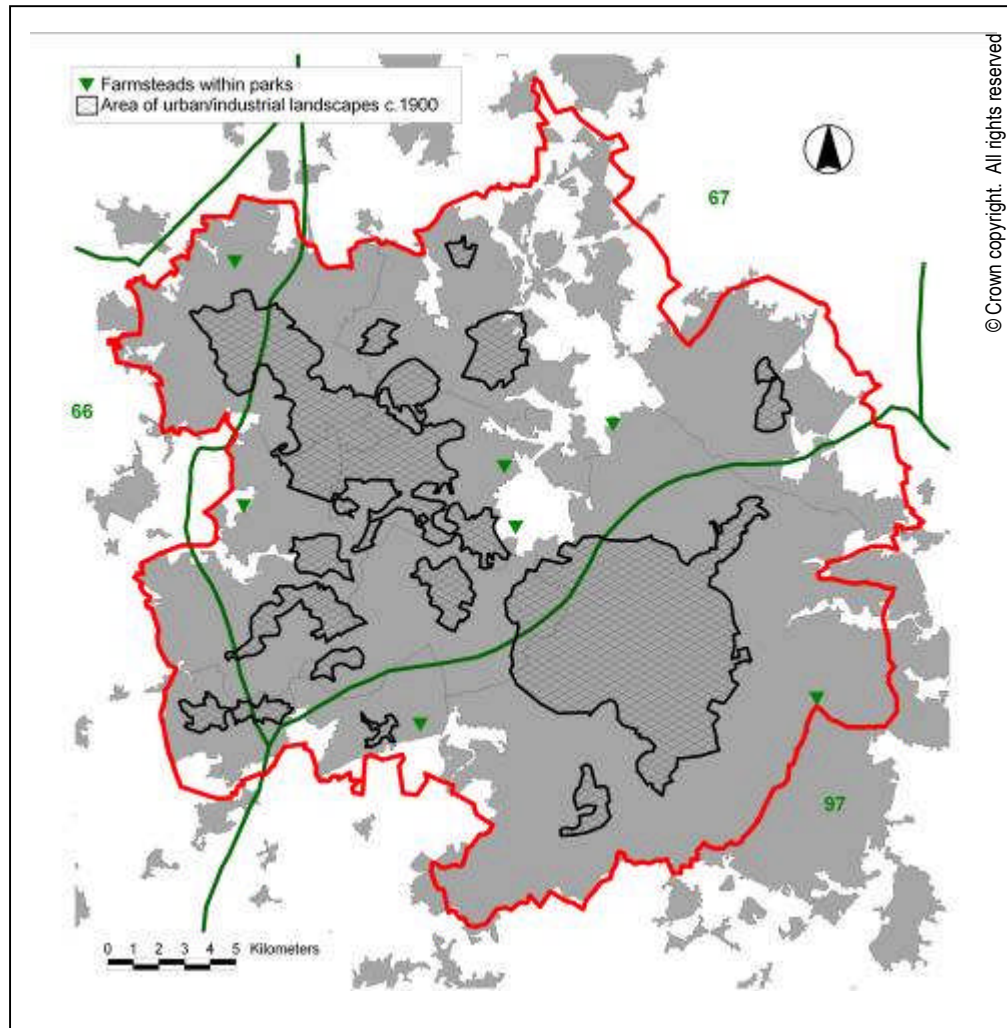 Farmsteads within parks
Area of urban/industrial landscapes c.1900
67
66
97
0 1 2 3 4 5 Kilometers
© Crown copyright. All rights reserved